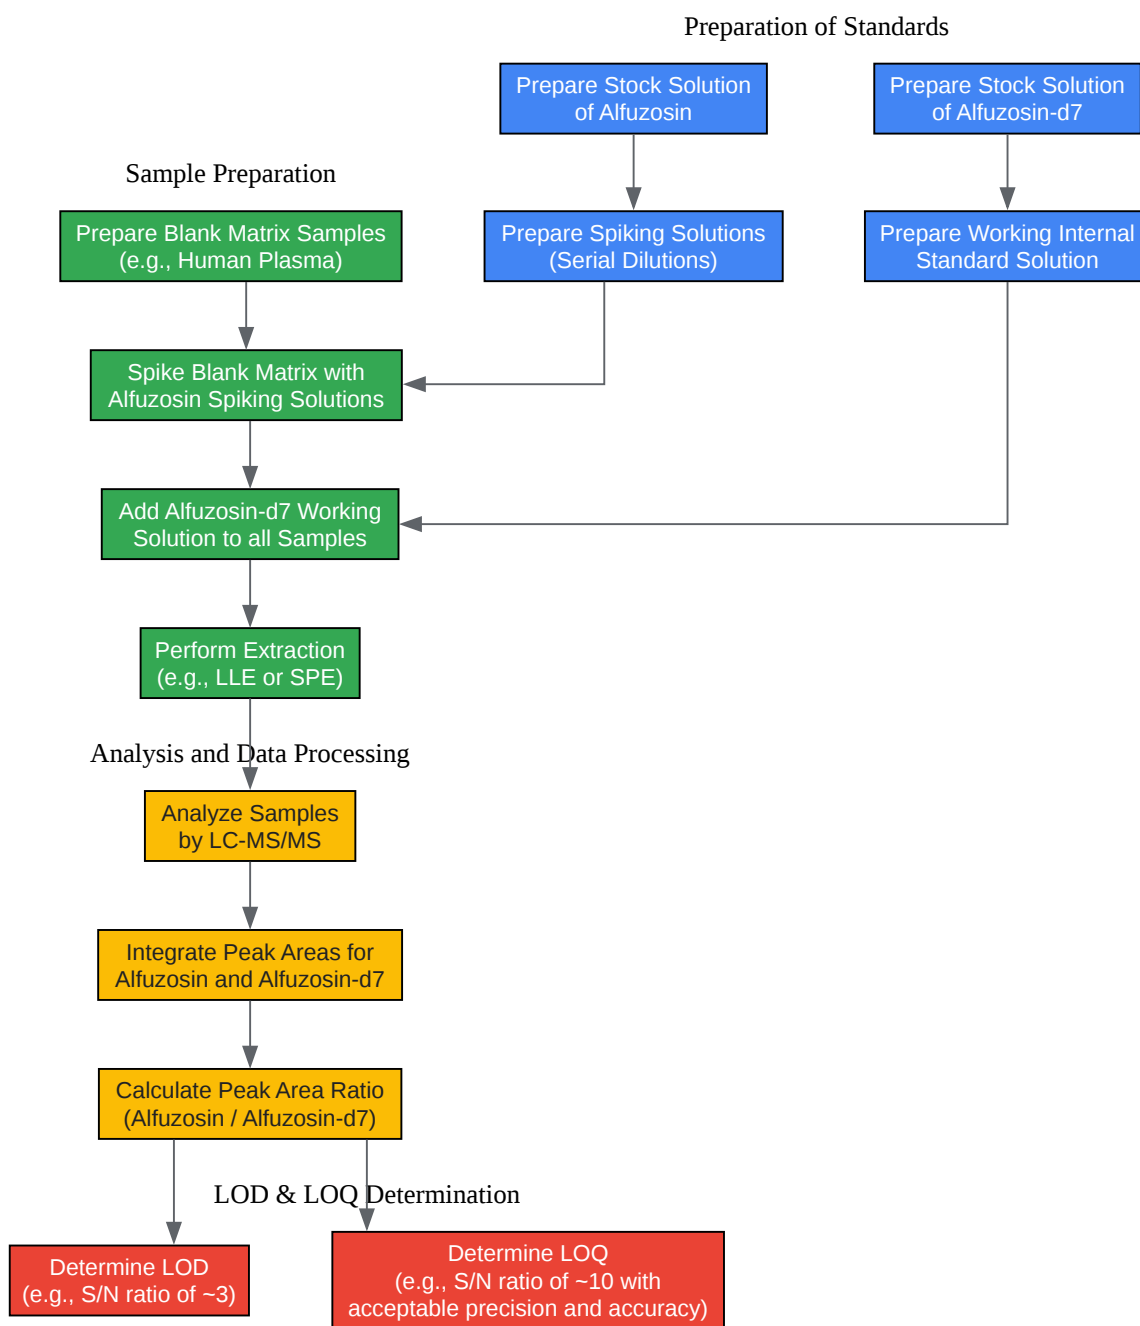 Preparation of Standards
Prepare Stock Solution
of Alfuzosin
Prepare Stock Solution
of Alfuzosin-d7
Sample Preparation
Prepare Blank Matrix Samples
(e.g., Human Plasma)
Prepare Spiking Solutions
(Serial Dilutions)
Prepare Working Internal
Standard Solution
Spike Blank Matrix with
Alfuzosin Spiking Solutions
Add Alfuzosin-d7 Working
Solution to all Samples
Perform Extraction
(e.g., LLE or SPE)
Analysis and Data Processing
Analyze Samples
by LC-MS/MS
Integrate Peak Areas for
Alfuzosin and Alfuzosin-d7
Calculate Peak Area Ratio
(Alfuzosin / Alfuzosin-d7)
LOD & LOQ Determination
Determine LOD
(e.g., S/N ratio of ~3)
Determine LOQ
(e.g., S/N ratio of ~10 with
acceptable precision and accuracy)